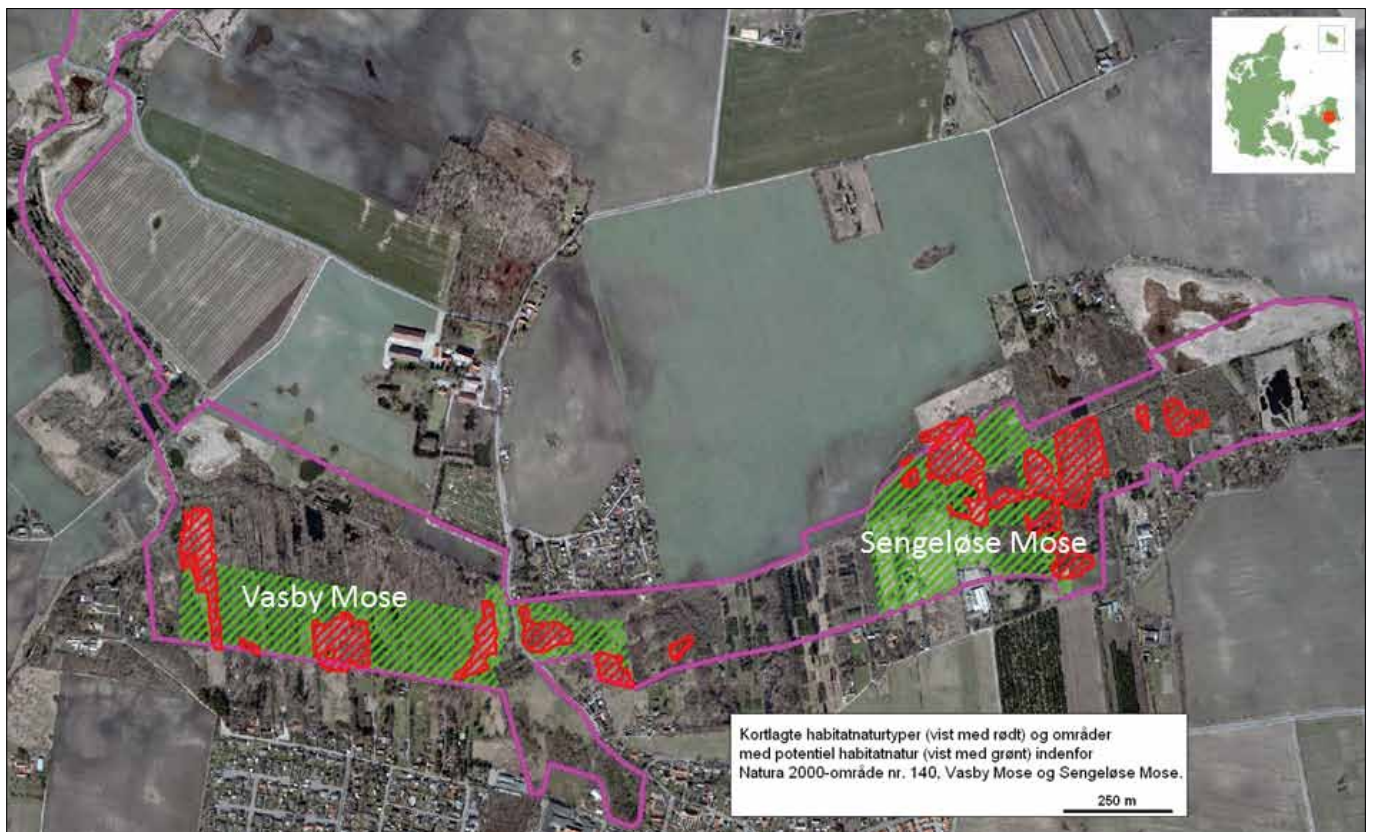 Sengeløse Mose
Vasby Mose
Kortlagte habitatnaturtyper (vist med rødt) og områder
med potentiel habitatnatur (vist med grønt) indenfor
Natura 2000-område nr. 140, Vasby Mose og Sengeløse Mose.
250 m